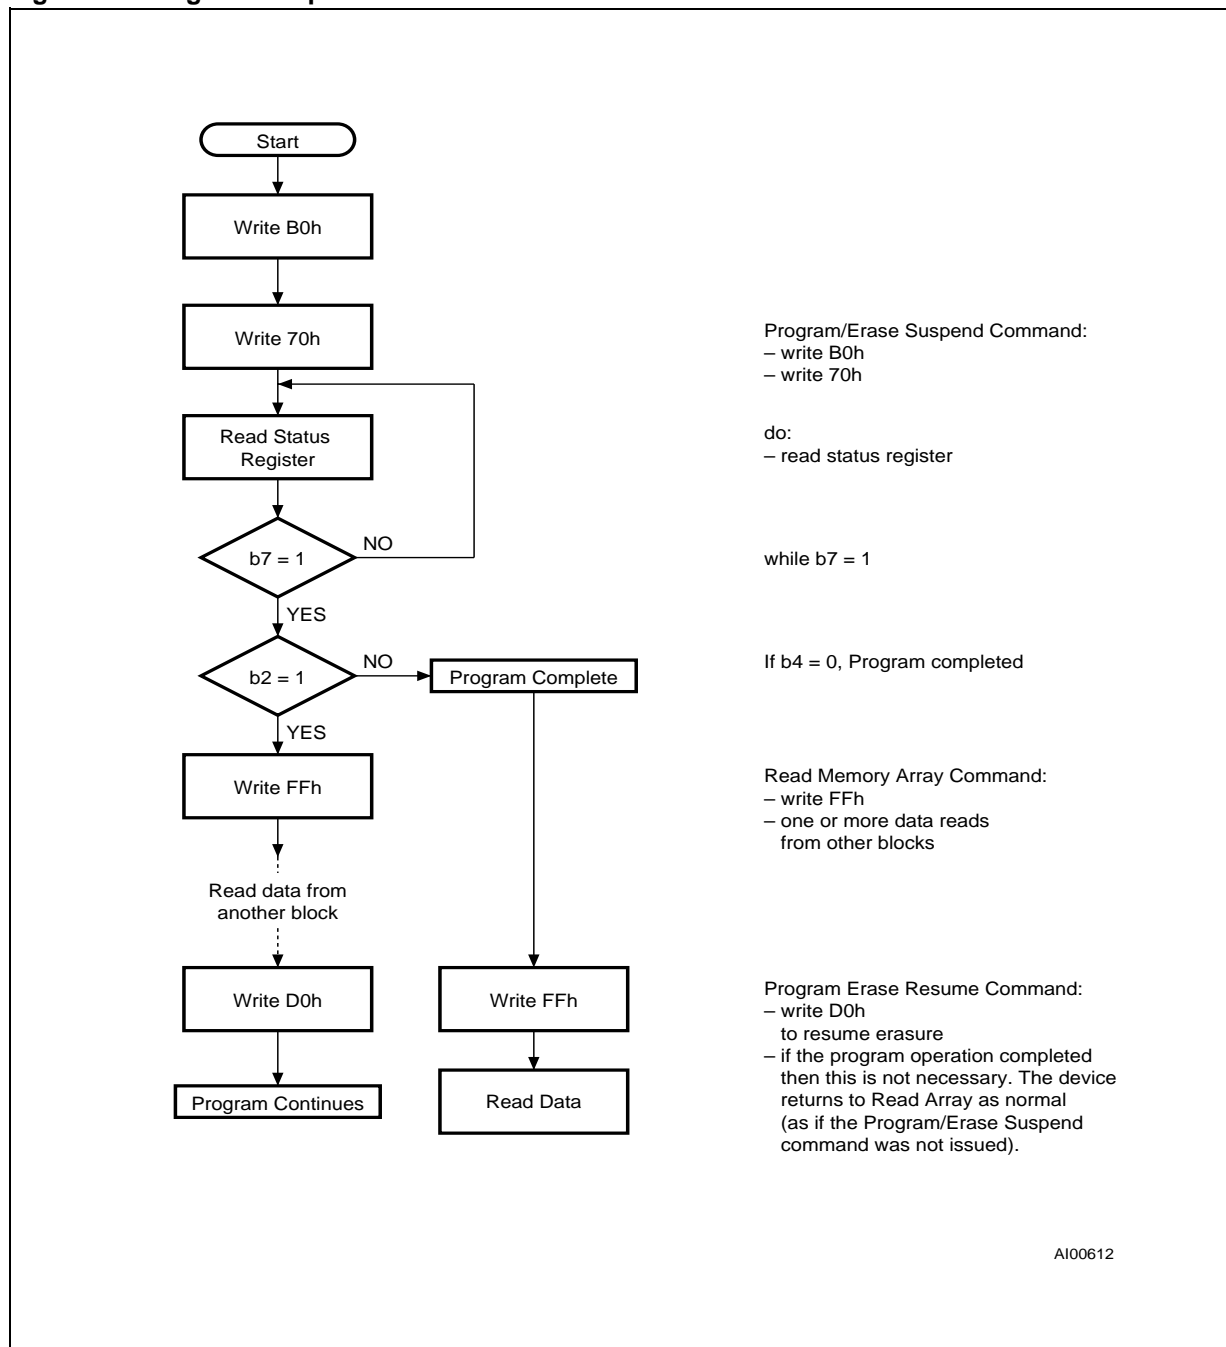 Start
Write B0h
Write 70h
Program/Erase Suspend Command:
– write B0h
– write 70h
Read Status
Register
do:
– read status register
b7 = 1
NO
while b7 = 1
YES
b2 = 1
NO
Program Complete
If b4 = 0, Program completed
YES
Write FFh
Read Memory Array Command:
– write FFh
– one or more data reads
from other blocks
Read data from
another block
Write D0h
Write FFh
Program Erase Resume Command:
– write D0h
to resume erasure
– if the program operation completed
then this is not necessary. The device
returns to Read Array as normal
(as if the Program/Erase Suspend
command was not issued).
Program Continues
Read Data
AI00612